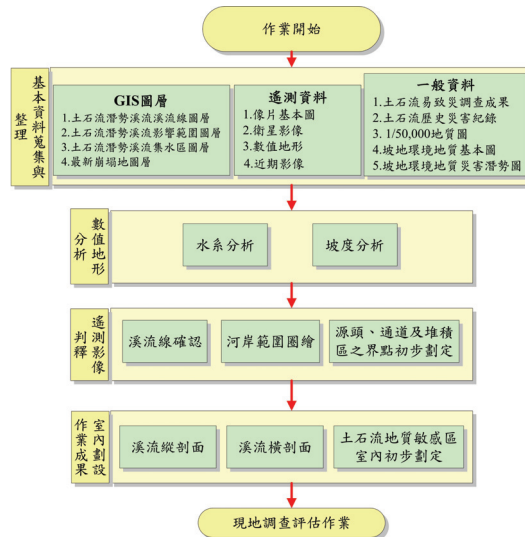 作業開始
基本資料蒐集與
整理
GIS圖層
1.土石流潛勢溪流溪流線圖層
2.土石流潛勢溪流影響範圍圖層
3.土石流潛勢溪流集水區圖層
4.最新崩塌地圖層
遙測資料
1.像片基本圖
2.衛星影像
3.數值地形
4.近期影像
一般資料
1.土石流易致災調查成果
2.土石流歷史災害紀錄
3. 1/50,000地質圖
4.坡地環境地質基本圖
5.坡地環境地質災害潛勢圖
數值地形
分析
水系分析
坡度分析
遙測影像
判釋
溪流線確認
河岸範圍圈繪
源頭、通道及堆積
區之界點初步劃定
室內劃設
作業成果
溪流縱剖面
溪流橫剖面
土石流地質敏感區
室內初步劃定
現地調查評估作業